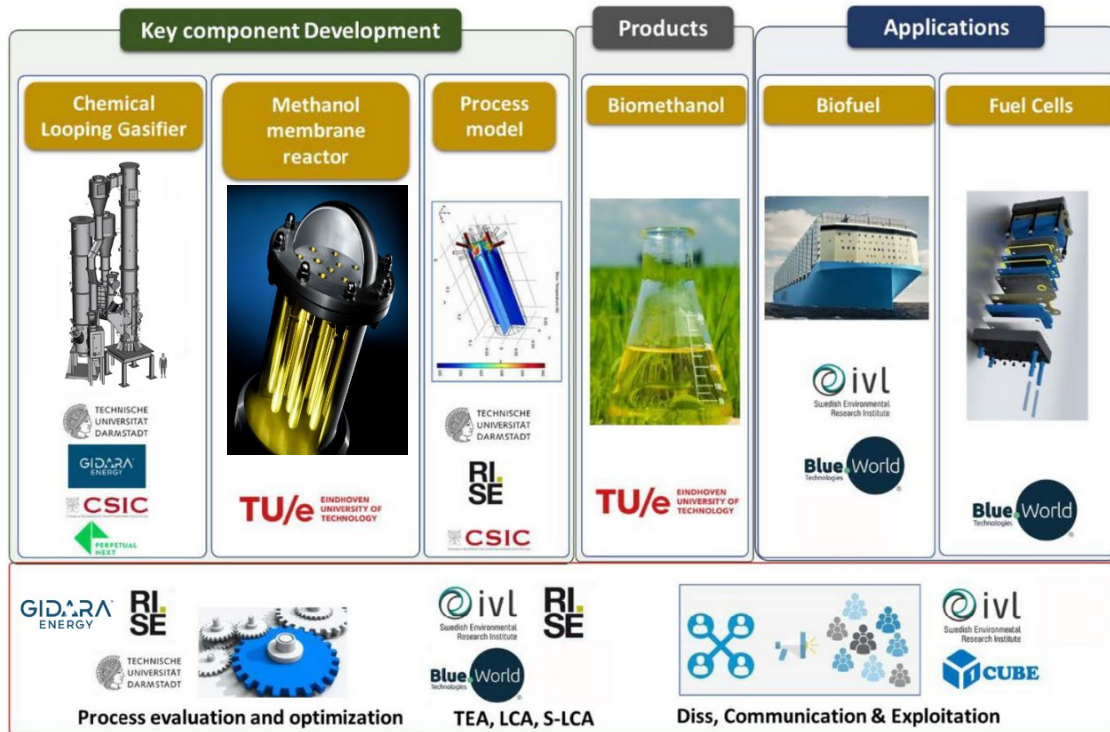 Key component Development
Products
Applications
Chemical
Looping Gasifier
Methanol
membrane
reactor
Process
model
Biomethanol
Biofuel
Fuel Cells
TECHNISCHE
UNIVERSITÄT
DARMSTADT
GIDARA
ENERGY
CSIC
PERPETUAL
NEXT
TU/e EINDHOVEN
UNIVERSITY OF
TECHNOLOGY
TECHNISCHE
UNIVERSITÄT
DARMSTADT
RI.
SE
CSIC
TU/e EINDHOVEN
UNIVERSITY OF
TECHNOLOGY
ivl
Swedish Environmental
Research Institute
Blue World
Technologies
®
Blue World
Technologies
®
GIDARA®
ENERGY
RI.
SE
TECHNISCHE
UNIVERSITÄT
DARMSTADT
Process evaluation and optimization
ivl
Swedish Environmental
Research Institute
RI.
SE
Blue World
Technologies
®
TEA, LCA, S-LCA
ivl
Swedish Environmental
Research Institute
1 CUBE
Diss, Communication & Exploitation